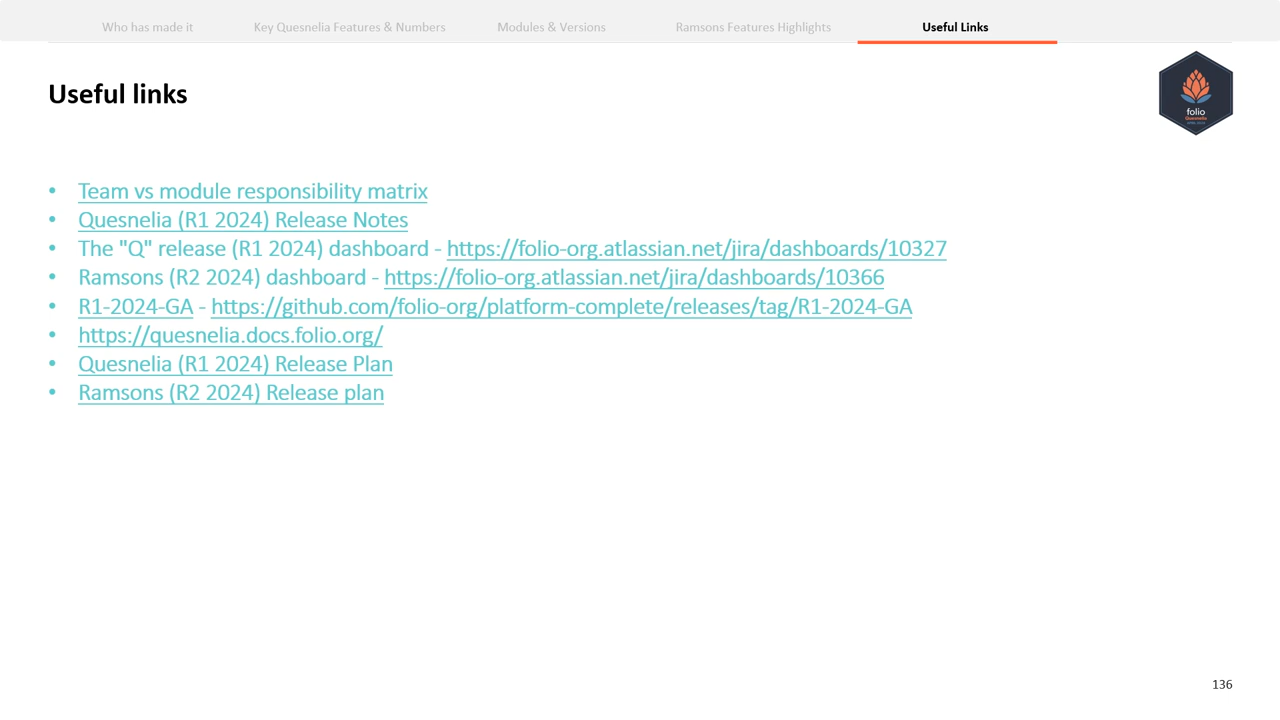 Who has made it
Key Quesnelia Features & Numbers
Modules & Versions
Ramsons Features Highlights
Useful Links
Useful links
folio
Quesnelia
• Team vs module responsibility matrix
• Quesnelia (R1 2024) Release Notes
• The "Q" release (R1 2024) dashboard - https://folio-org.atlassian.net/jira/dashboards/10327
• Ramsons (R2 2024) dashboard - https://folio-org.atlassian.net/jira/dashboards/10366
• R1-2024-GA - https://github.com/folio-org/platform-complete/releases/tag/R1-2024-GA
• https://quesnelia.docs.folio.org/
• Quesnelia (R1 2024) Release Plan
• Ramsons (R2 2024) Release plan
136